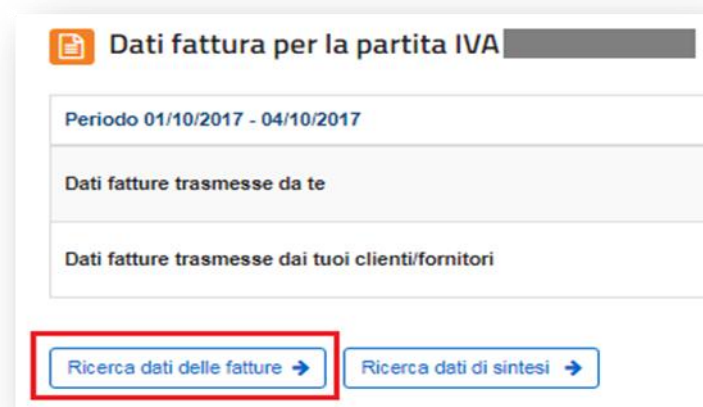 Dati fattura per la partita IVA
Periodo 01/10/2017 - 04/10/2017
Dati fatture trasmesse da te
Dati fatture trasmesse dai tuoi clienti/fornitori
Ricerca dati delle fatture → Ricerca dati di sintesi →